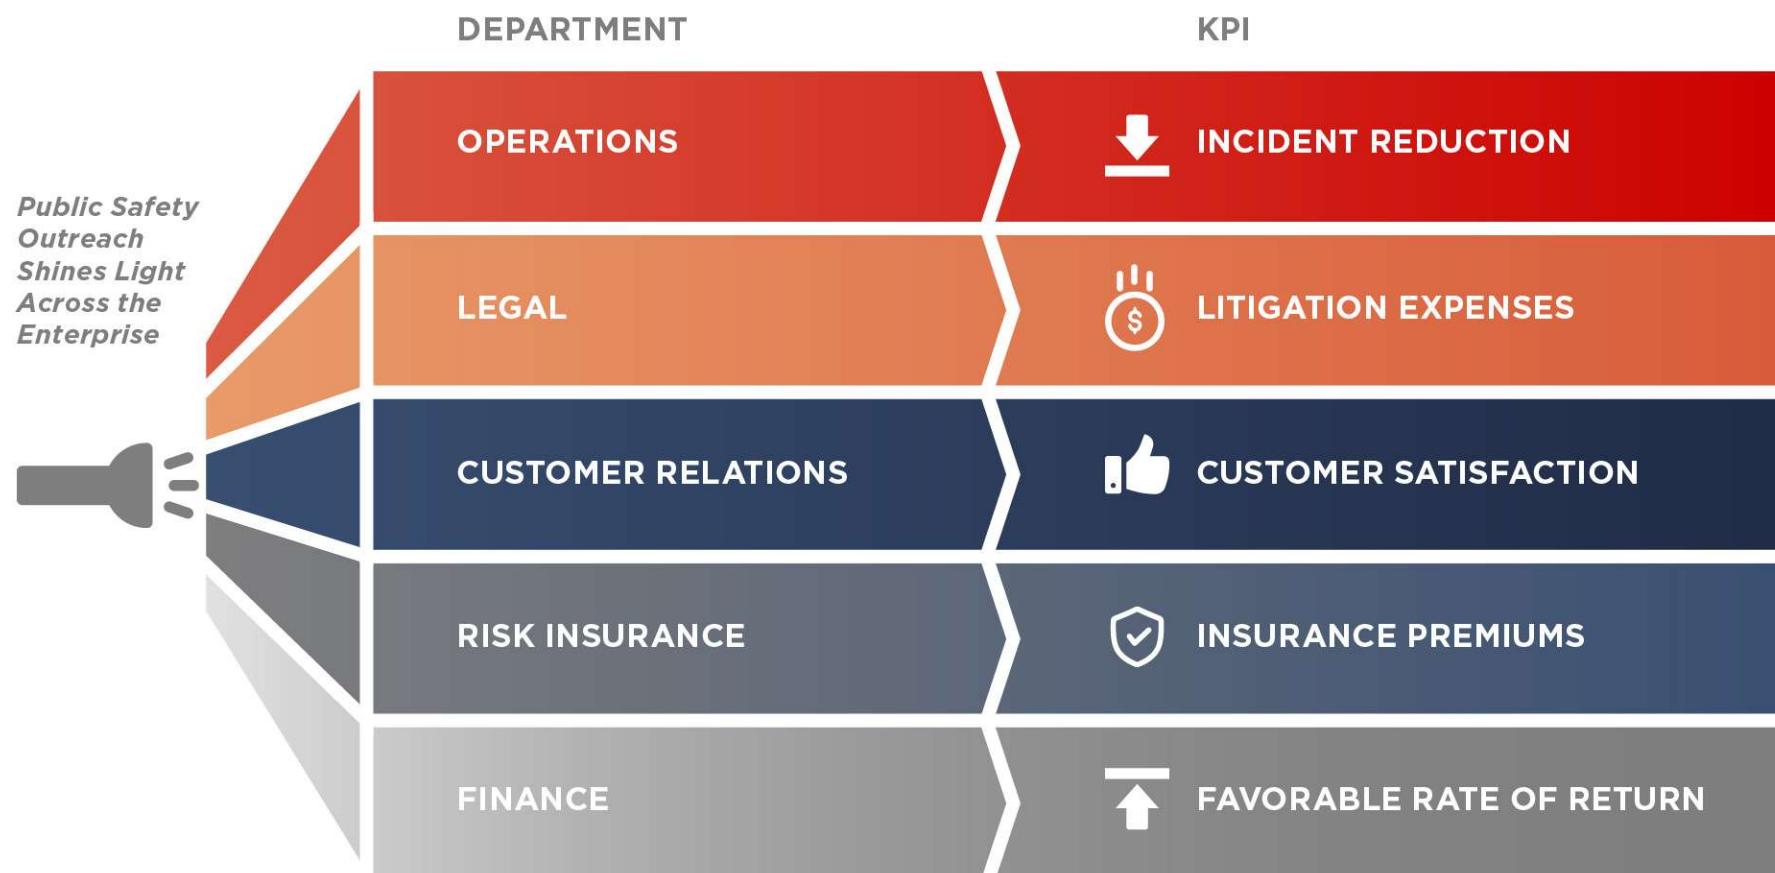 DEPARTMENT
KPI
Public Safety
Outreach
Shines Light
Across the
Enterprise
OPERATIONS
INCIDENT REDUCTION
LEGAL
$
LITIGATION EXPENSES
CUSTOMER RELATIONS
CUSTOMER SATISFACTION
RISK INSURANCE
INSURANCE PREMIUMS
FINANCE
FAVORABLE RATE OF RETURN